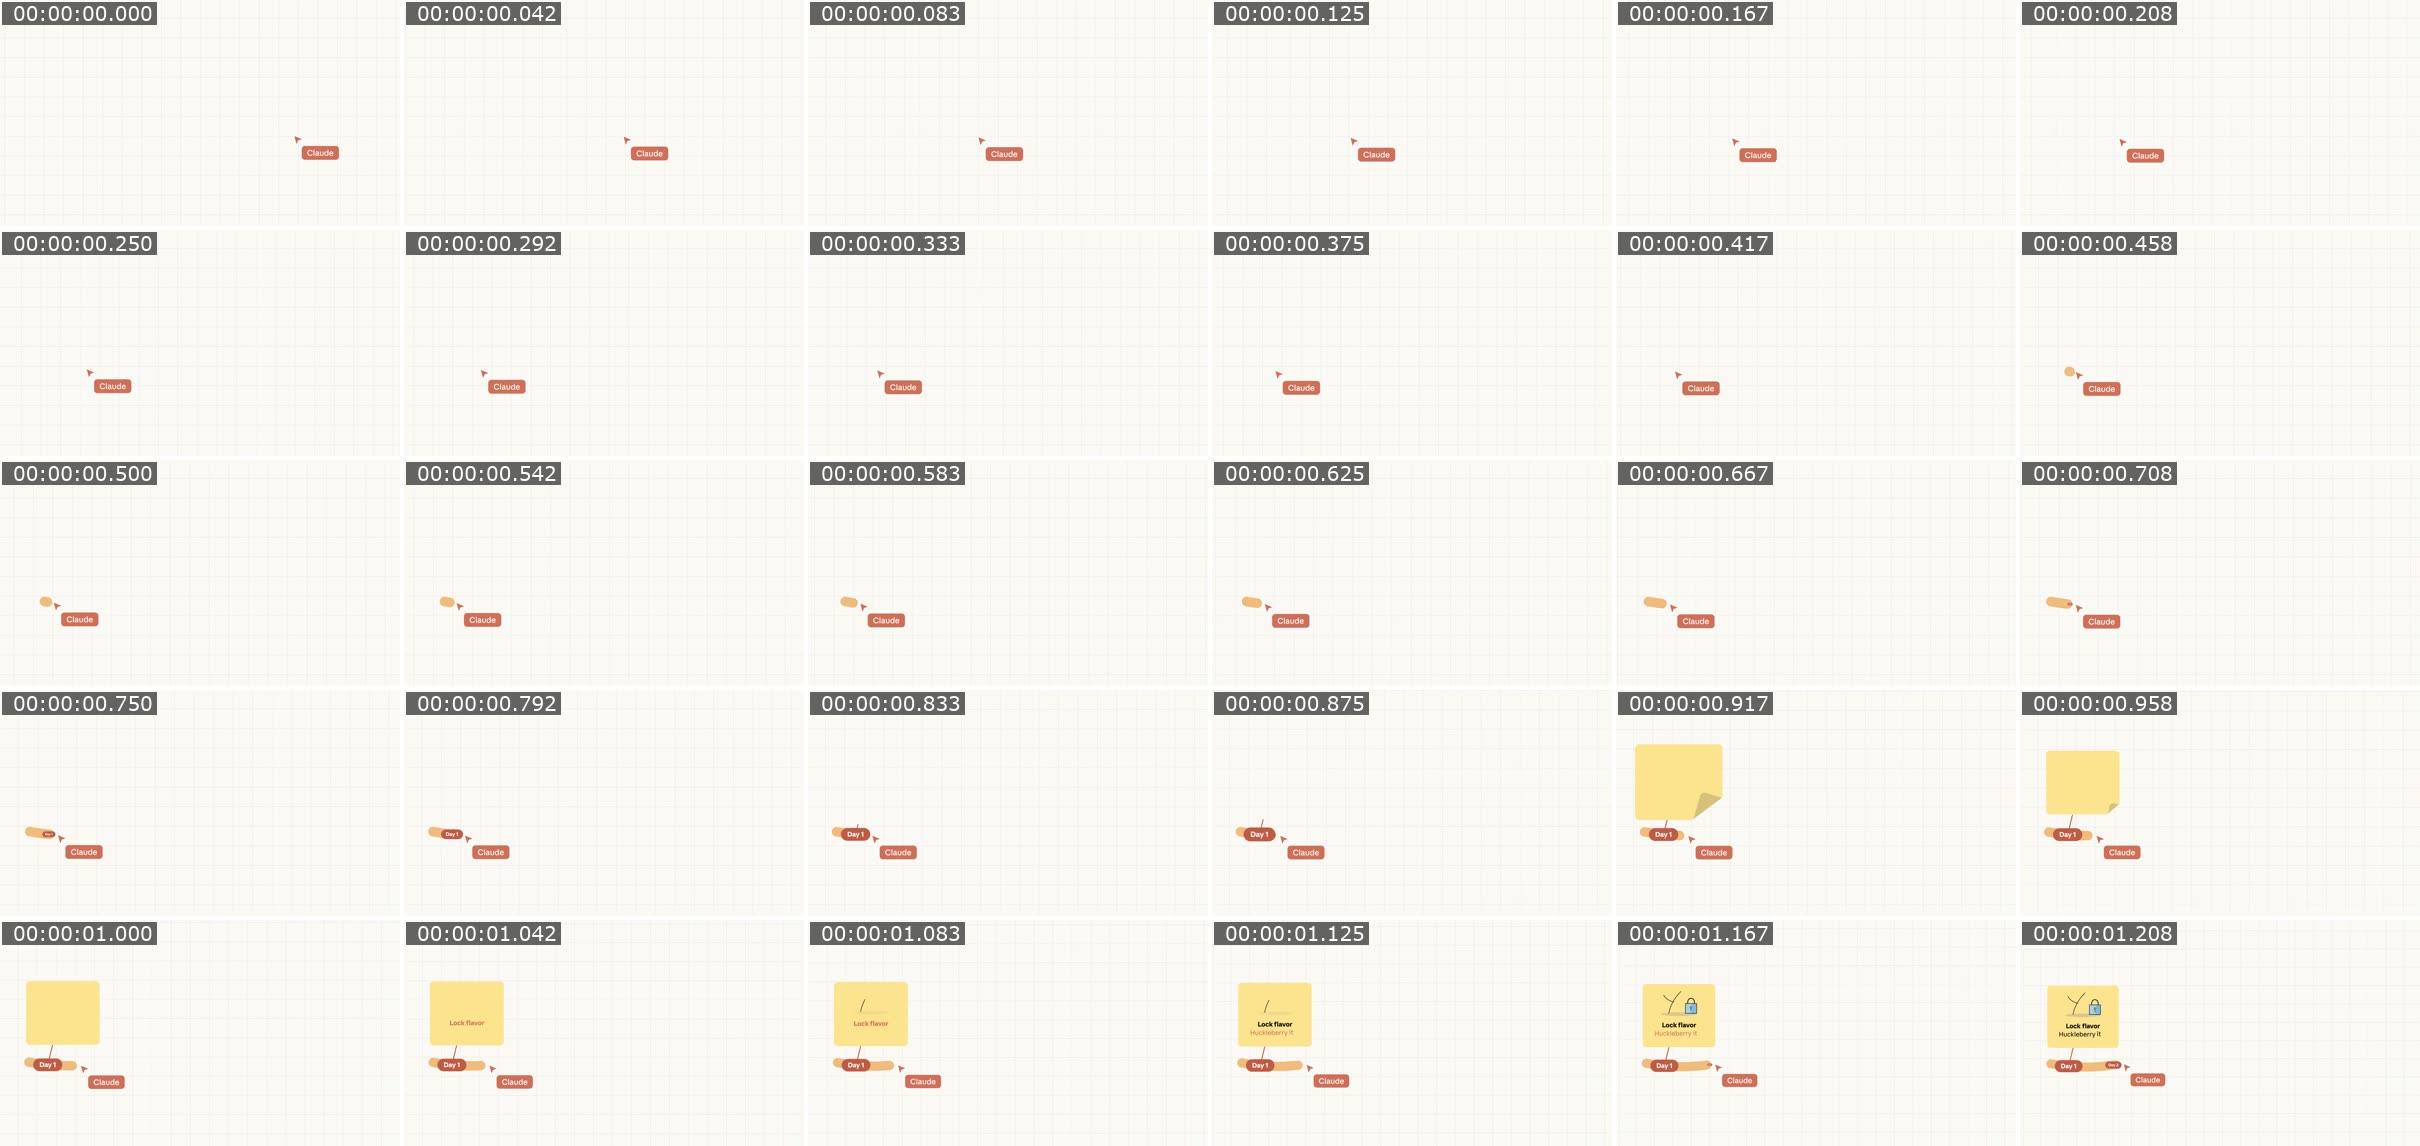 00:00:00.000 00:00:00.042 00:00:00.083 00:00:00.125 00:00:00.167 00:00:00.208
Claude Claude Claude Claude Claude Claude
00:00:00.250 00:00:00.292 00:00:00.333 00:00:00.375 00:00:00.417 00:00:00.458
Claude Claude Claude Claude Claude Claude
00:00:00.500 00:00:00.542 00:00:00.583 00:00:00.625 00:00:00.667 00:00:00.708
Claude Claude Claude Claude Claude Claude
00:00:00.750 00:00:00.792 00:00:00.833 00:00:00.875 00:00:00.917 00:00:00.958
Day 1 Day 1 Day 1 Day 1 Day 1
Claude Claude Claude Claude Claude Claude
00:00:01.000 00:00:01.042 00:00:01.083 00:00:01.125 00:00:01.167 00:00:01.208
Lock flavor Lock flavor Lock flavor Lock flavor Lock flavor
Huckleberry it Huckleberry it Huckleberry it
Day 1 Day 1 Day 1 Day 1 Day 1 Day 1
Claude Claude Claude Claude Claude Claude